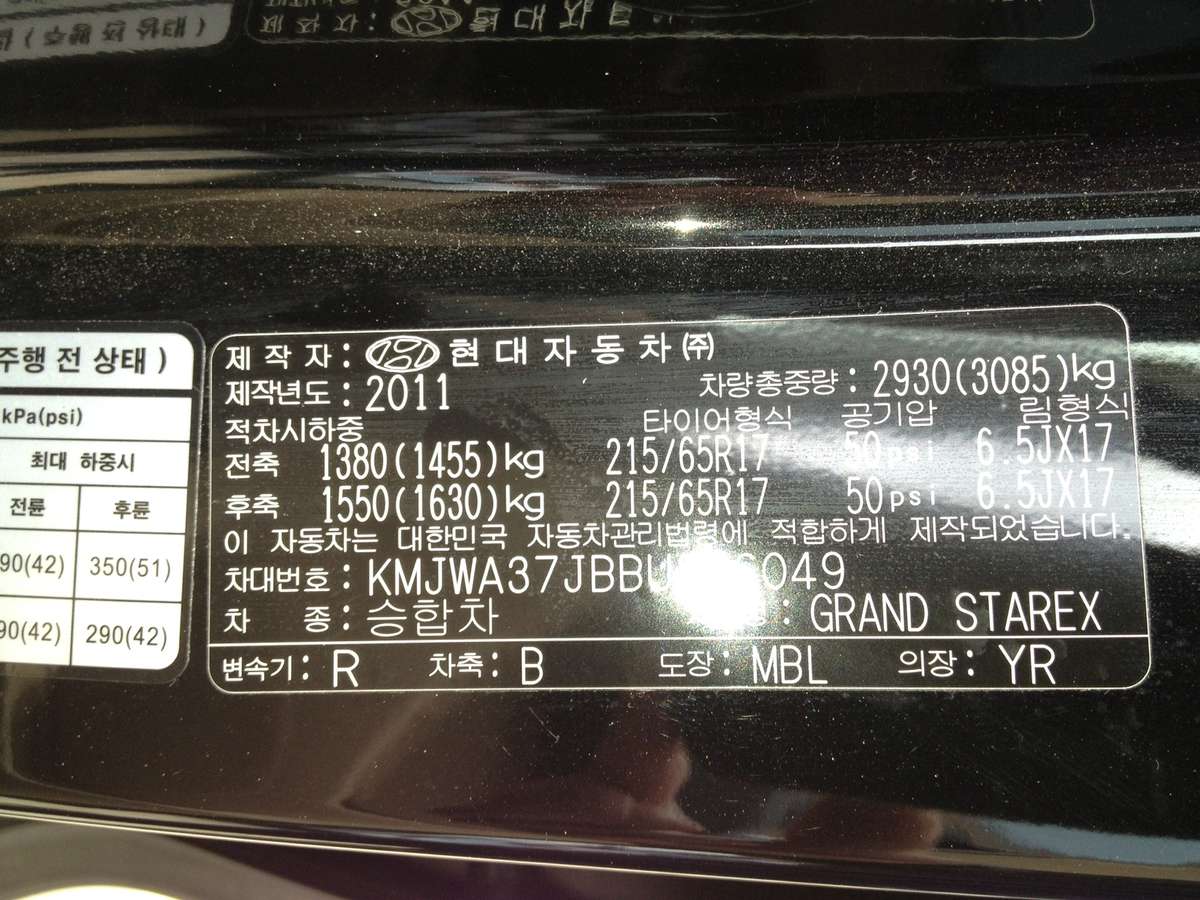 주행 전 상태 )
kPa(psi)
최대 하중시
전륜 후륜
90(42) 350(51)
90(42) 290(42)
제 작 자 : 현 대 자 동 차 ㈜
제작년도 : 2011 차량총중량 : 2930(3085)kg
적차시하중 타이어형식 공기압 림형식
전축 1380(1455)kg 215/65R17 50psi 6.5JX17
후축 1550(1630)kg 215/65R17 50psi 6.5JX17
이 자동차는 대한민국 자동차관리법령에 적합하게 제작되었습니다.
차대번호 :
차 종 : 승합차 : GRAND STAREX
변속기 : R 차축 : B 도장 : MBL 의장 : YR